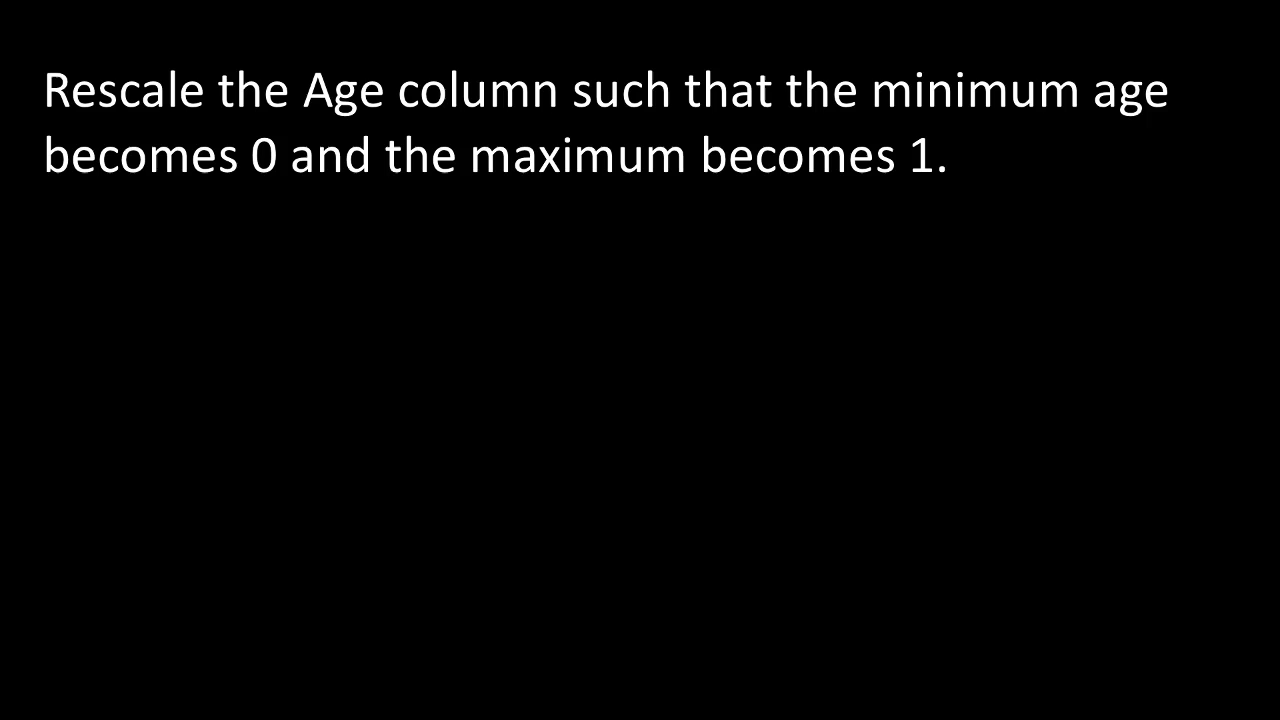 Rescale the Age column such that the minimum age
becomes 0 and the maximum becomes 1.